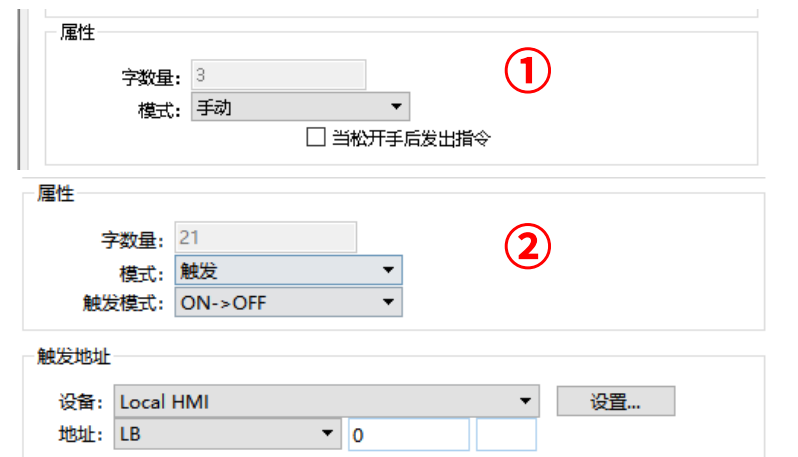 属性
①
字数量: 3
模式: 手动
当松开手后发出指令
属性
字数量: 21
②
模式: 触发
触发模式: ON->OFF
触发地址
设备: Local HMI 设置...
地址: LB 0